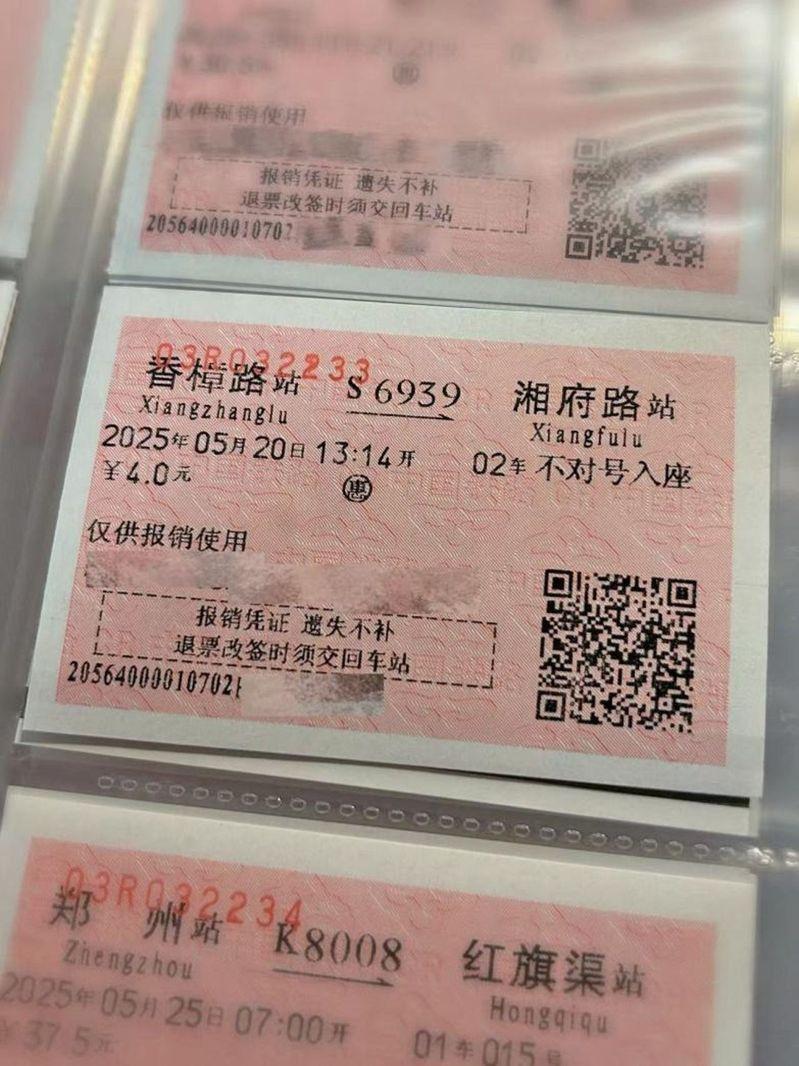 仅供报销使用
报销凭证 遗失不补
退票改签时须交回车站
20564000010702
03R032233
香樟路站 S6939 湘府路站
Xiangzhanglu Xiangfulu
2025年05月20日13:14开 02车 不对号入座
¥4.0元 惠
仅供报销使用
报销凭证 遗失不补
退票改签时须交回车站
20564000010702
03R032234
郑州站 K8008 红旗渠站
Zhengzhou Hongqiqu
2025年05月25日07:00开 01车015号
¥37.5元